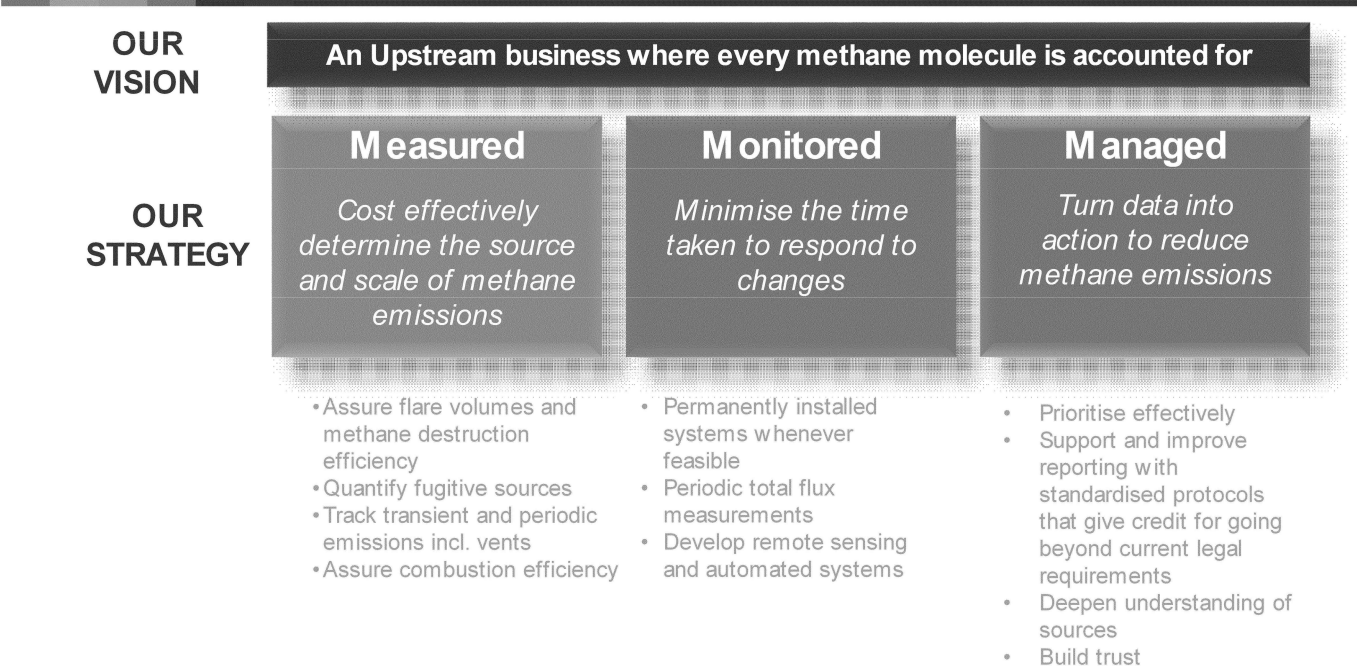 OUR
VISION
An Upstream business where every methane molecule is accounted for
OUR
STRATEGY
Measured
Cost effectively
determine the source
and scale of methane
emissions
Monitored
Minimise the time
taken to respond to
changes
Managed
Turn data into
action to reduce
methane emissions
•Assure flare volumes and
methane destruction
efficiency
•Quantify fugitive sources
•Track transient and periodic
emissions incl. vents
•Assure combustion efficiency
• Permanently installed
systems whenever
feasible
• Periodic total flux
measurements
• Develop remote sensing
and automated systems
• Prioritise effectively
• Support and improve
reporting with
standardised protocols
that give credit for going
beyond current legal
requirements
• Deepen understanding of
sources
• Build trust